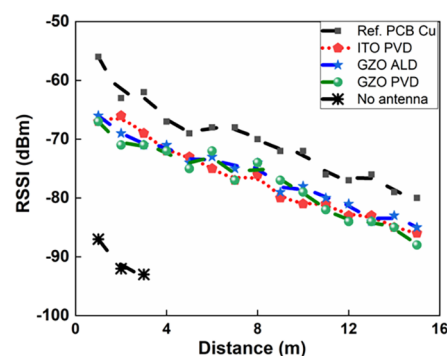 -50
-60
-70
-80
-90
-100
RSSI (dBm)
Ref. PCB Cu
ITO PVD
GZO ALD
GZO PVD
No antenna
0 4 8 12 16
Distance (m)